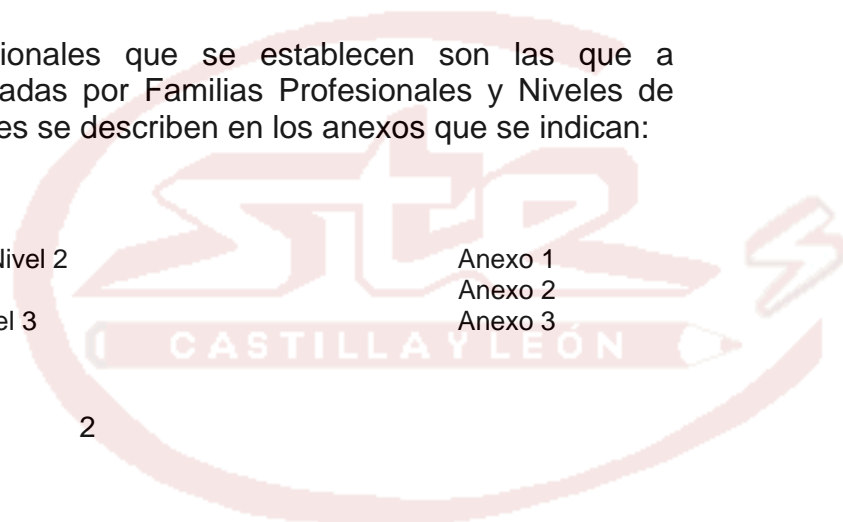 ionales que se establecen son las que a
adas por Familias Profesionales y Niveles de
es se describen en los anexos que se indican:
Nivel 2 Anexo 1
Anexo 2
el 3 Anexo 3
ste
CASTILLA Y LEÓN
2